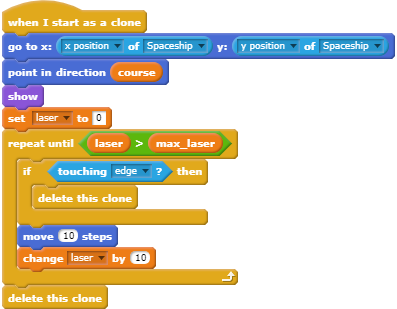 when I start as a clone
go to x: x position of Spaceship y: y position of Spaceship
point in direction course
show
set laser to 0
repeat until laser > max_laser
if touching edge ? then
delete this clone
move 10 steps
change laser by 10
delete this clone